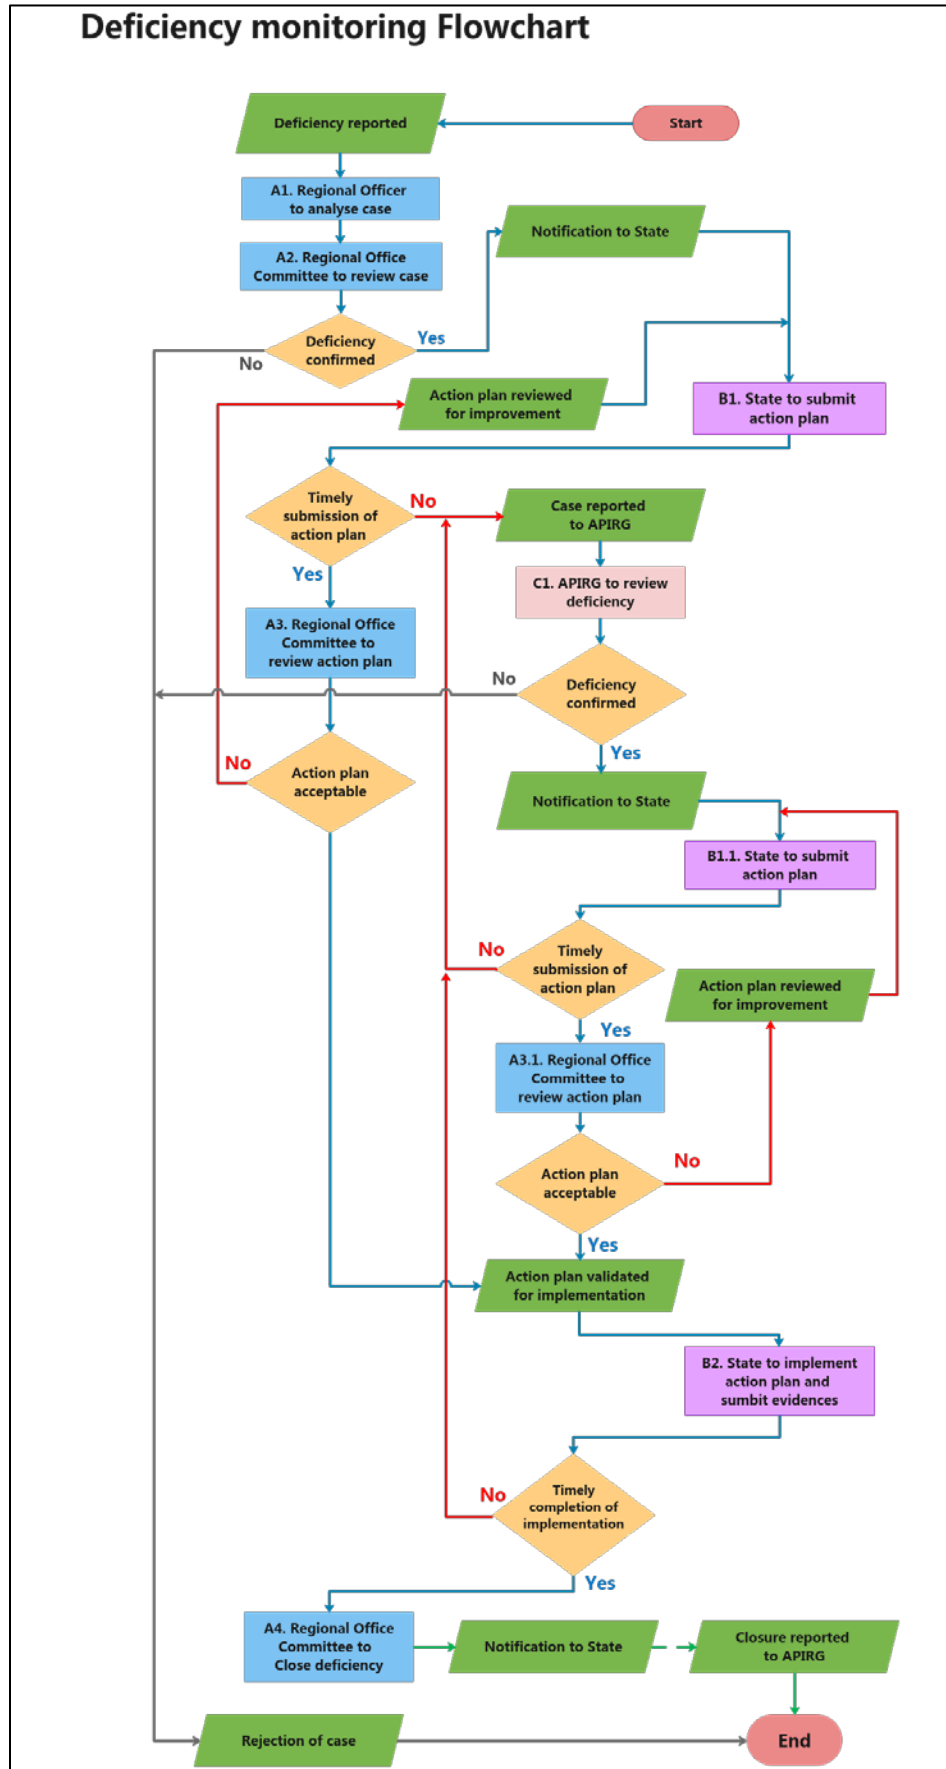 Deficiency monitoring Flowchart
Deficiency reported
Start
A1. Regional Officer
to analyse case
A2. Regional Office
Committee to review case
Notification to State
Deficiency
confirmed
Yes
No
Action plan reviewed
for improvement
B1. State to submit
action plan
Timely
submission of
action plan
No
Yes
Case reported
to APIRG
C1. APIRG to review
deficiency
A3. Regional Office
Committee to
review action plan
Deficiency
confirmed
No
Yes
Action plan
acceptable
No
Notification to State
B1.1. State to submit
action plan
Timely
submission of
action plan
No
Yes
Action plan reviewed
for improvement
A3.1. Regional Office
Committee to
review action plan
Action plan
acceptable
No
Yes
Action plan validated
for implementation
B2. State to implement
action plan and
sumbit evidences
Timely
completion of
implementation
No
Yes
A4. Regional Office
Committee to
Close deficiency
Notification to State
Closure reported
to APIRG
Rejection of case
End